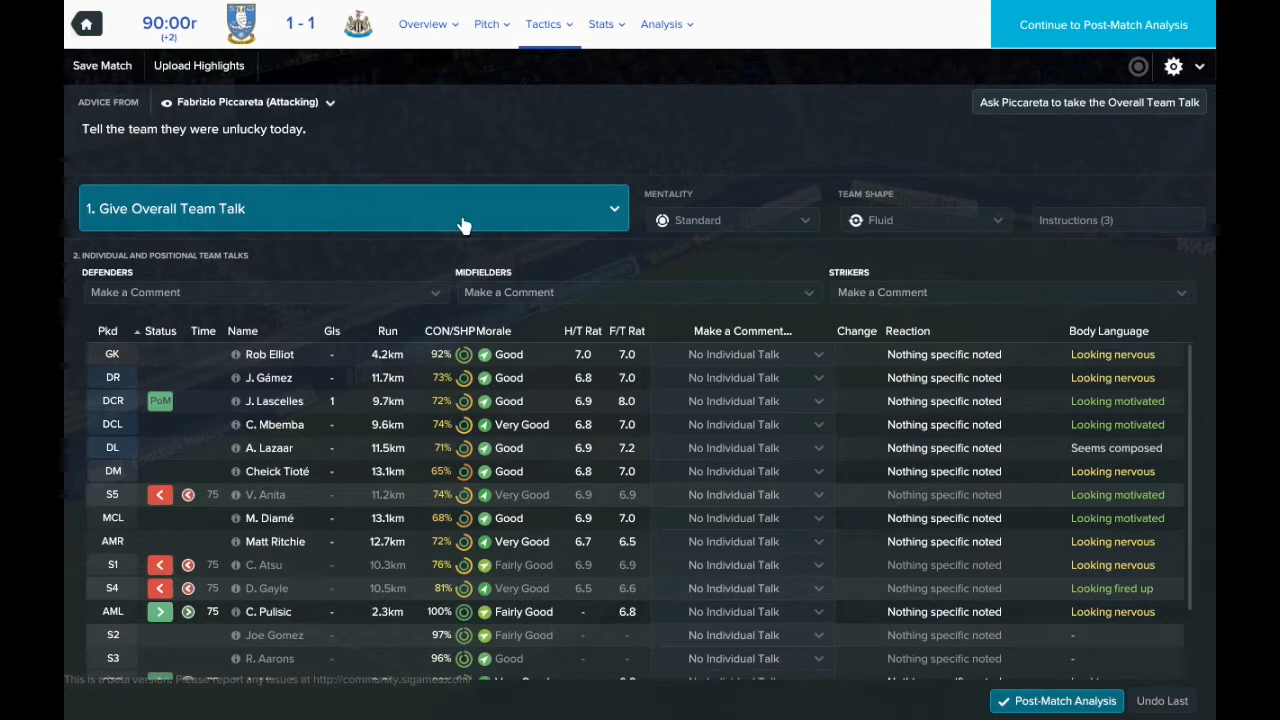 90:00r
(+2)
1 - 1
Overview
Pitch
Tactics
Stats
Analysis
Continue to Post-Match Analysis
Save Match
Upload Highlights
ADVICE FROM
Fabrizio Piccareta (Attacking)
Ask Piccareta to take the Overall Team Talk
Tell the team they were unlucky today.
1. Give Overall Team Talk
MENTALITY
Standard
TEAM SHAPE
Fluid
Instructions (3)
2. INDIVIDUAL AND POSITIONAL TEAM TALKS
DEFENDERS MIDFIELDERS STRIKERS
Make a Comment Make a Comment Make a Comment
Pkd Status Time Name Gls Run CON/SHP Morale H/T Rat F/T Rat Make a Comment... Change Reaction Body Language
GK Rob Elliot - 4.2km 92% Good 7.0 7.0 No Individual Talk Nothing specific noted Looking nervous
DR J. Gámez - 11.7km 73% Good 6.8 7.0 No Individual Talk Nothing specific noted Looking nervous
DCR PoM J. Lascelles 1 9.7km 72% Good 6.9 8.0 No Individual Talk Nothing specific noted Looking motivated
DCL C. Mbemba - 9.6km 74% Very Good 6.8 7.0 No Individual Talk Nothing specific noted Looking motivated
DL A. Lazaar - 11.5km 71% Good 6.9 7.2 No Individual Talk Nothing specific noted Seems composed
DM Cheick Tioté - 13.1km 65% Good 6.8 7.0 No Individual Talk Nothing specific noted Looking nervous
S5 75 V. Anita - 11.2km 74% Very Good 6.9 6.9 No Individual Talk Nothing specific noted Looking motivated
MCL M. Diamé - 13.1km 68% Good 6.9 7.0 No Individual Talk Nothing specific noted Looking motivated
AMR Matt Ritchie - 12.7km 72% Very Good 6.7 6.5 No Individual Talk Nothing specific noted Looking nervous
S1 75 C. Atsu - 10.3km 76% Fairly Good 6.9 6.9 No Individual Talk Nothing specific noted Looking nervous
S4 75 D. Gayle - 10.5km 81% Very Good 6.5 6.6 No Individual Talk Nothing specific noted Looking fired up
AML 75 C. Pulisic - 2.3km 100% Fairly Good - 6.8 No Individual Talk Nothing specific noted Looking nervous
S2 Joe Gomez - 97% Fairly Good - - No Individual Talk Nothing specific noted -
S3 R. Aarons - 96% Good - - No Individual Talk Nothing specific noted -
This is a beta version. Please report any issues at http://community.sigames.com/
Post-Match Analysis
Undo Last